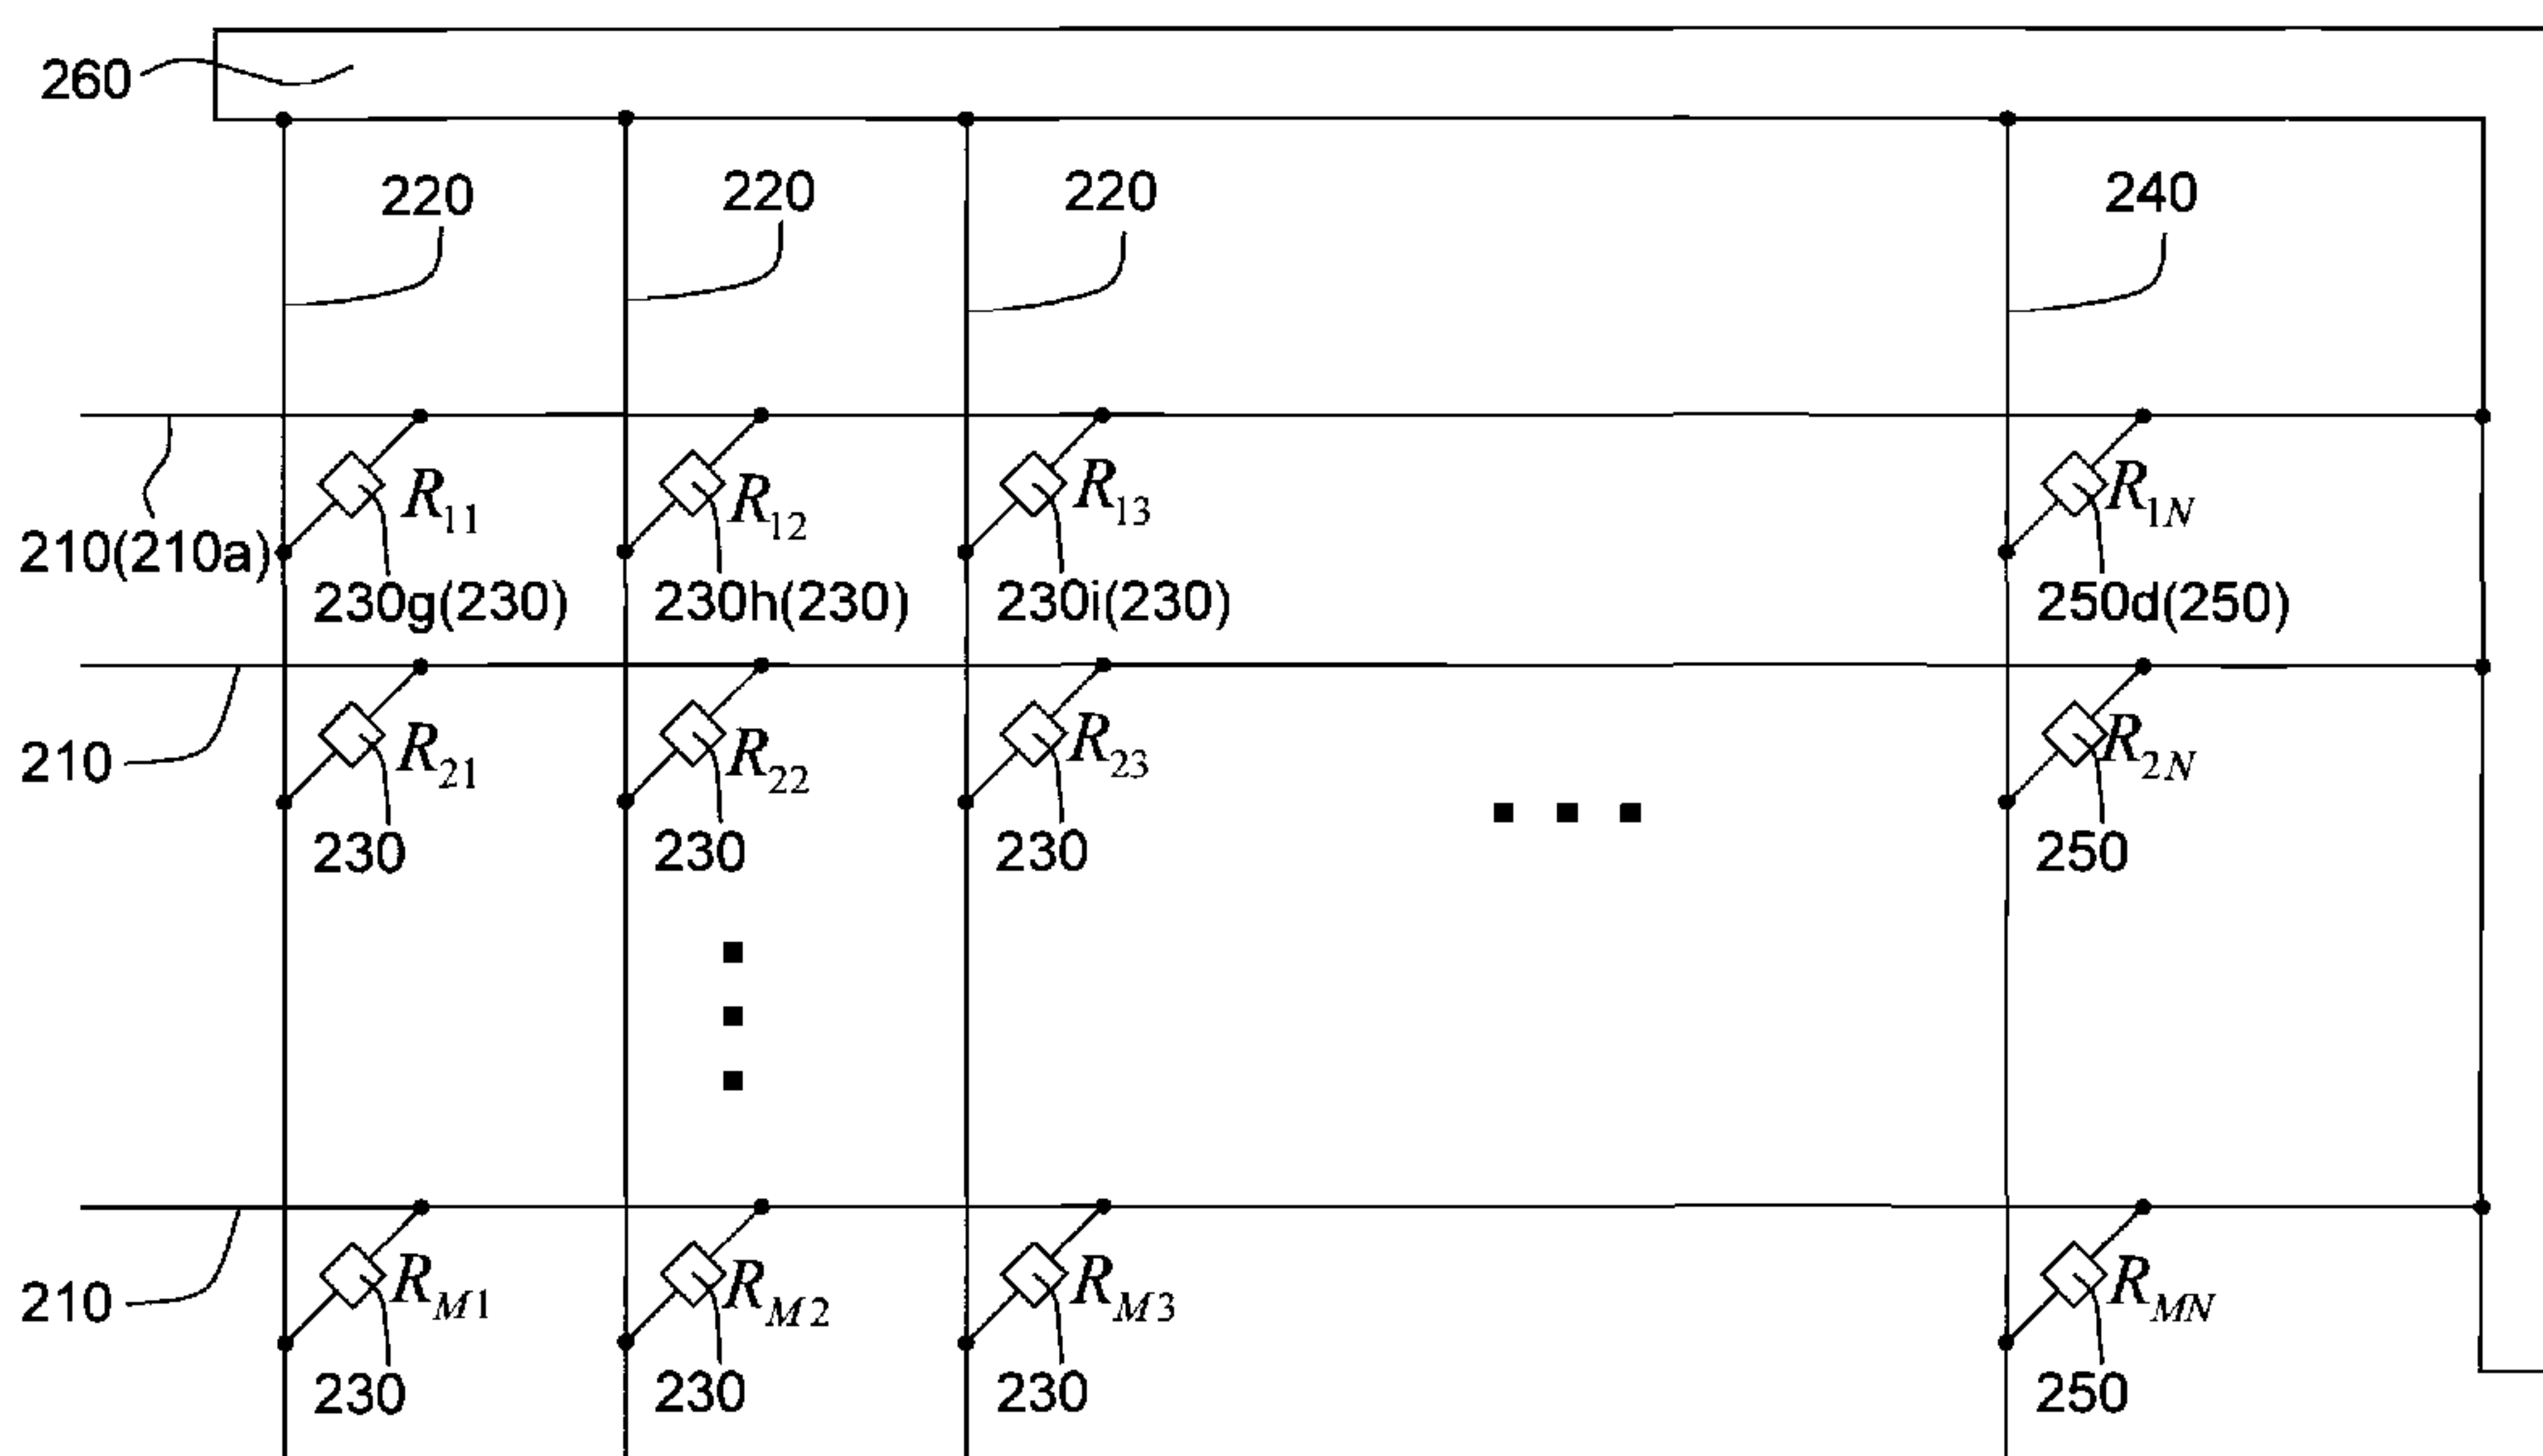 260
220 220 220 240
R11 R12 R13 R1N
210(210a)
230g(230) 230h(230) 230i(230) 250d(250)
R21 R22 R23 R2N
210
230 230 230 250
RM1 RM2 RM3 RMN
210
230 230 230 250